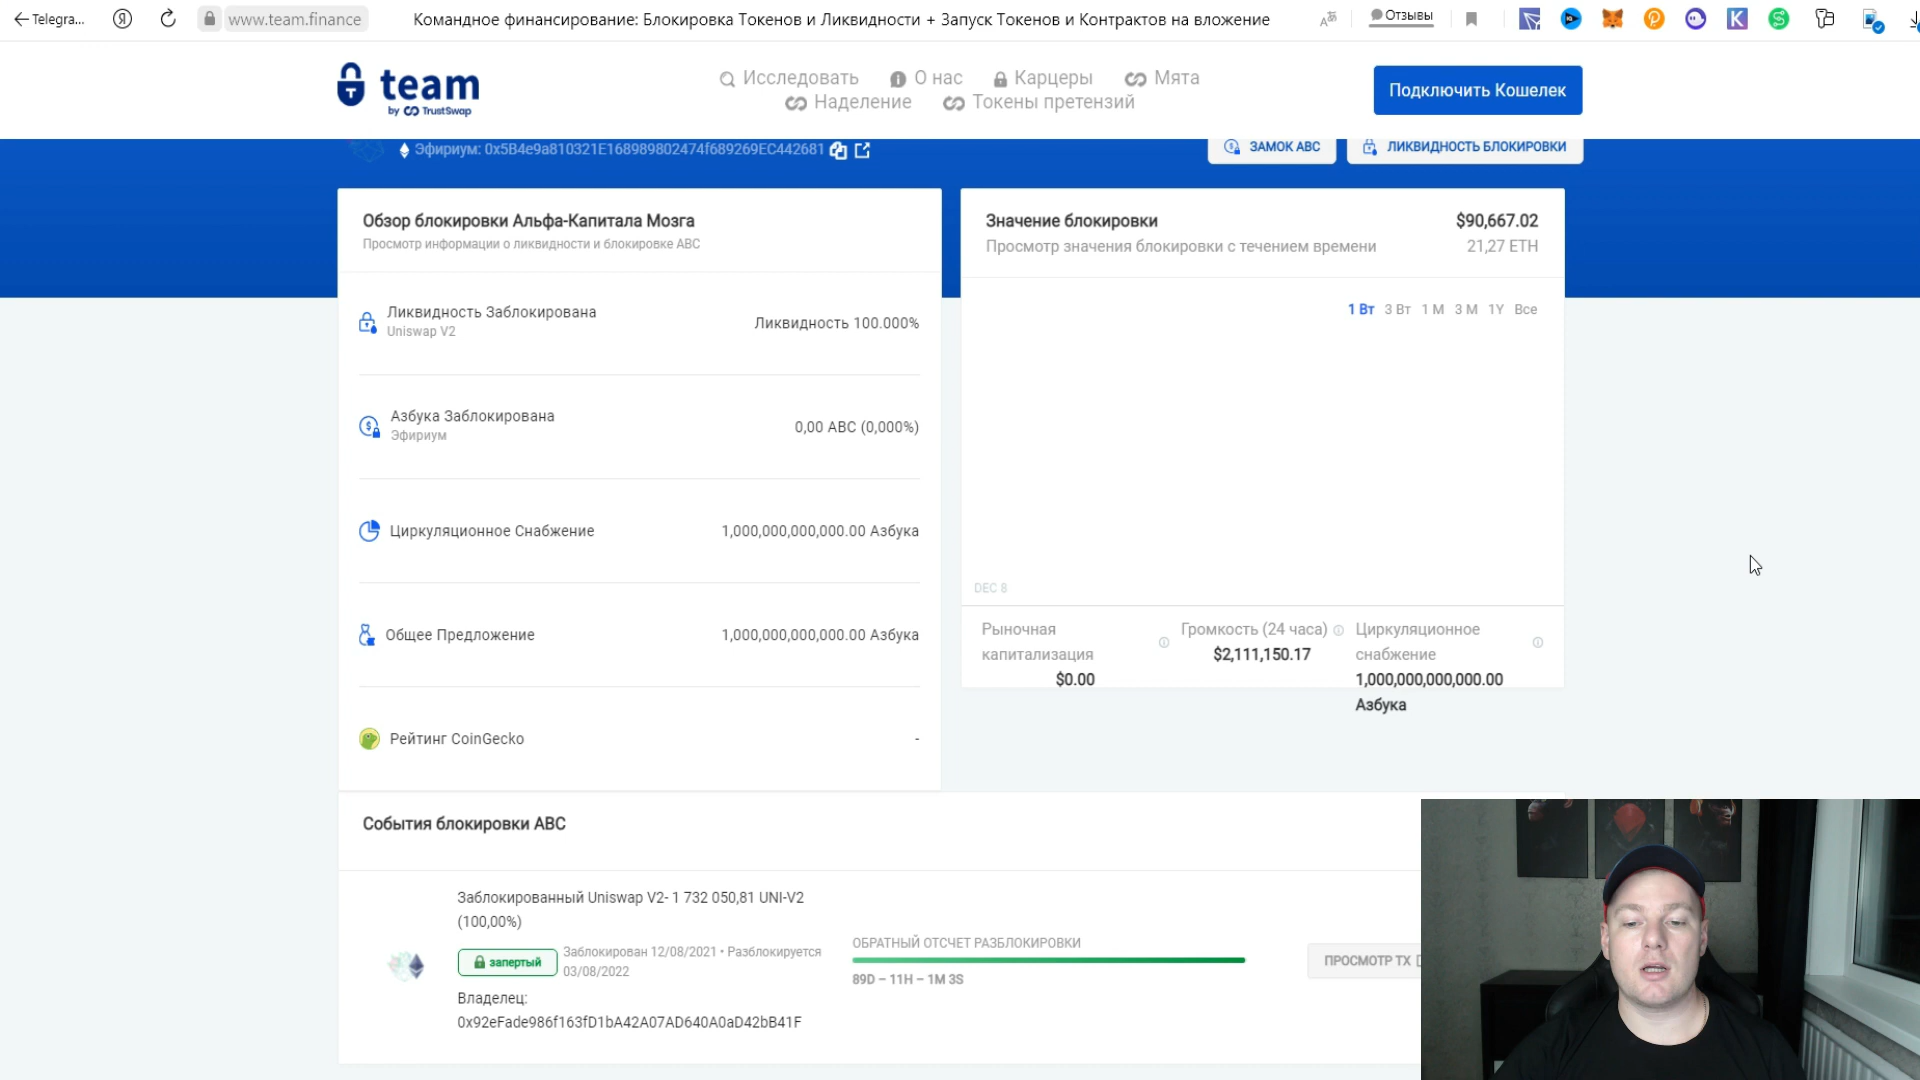 Telegra...
www.team.finance
Командное финансирование: Блокировка Токенов и Ликвидности + Запуск Токенов и Контрактов на вложение
Отзывы
team
by TrustSwap
Исследовать О нас Карцеры Мята
Наделение Токены претензий
Подключить Кошелек
Эфириум: 0x5B4e9a810321E168989802474f689269EC442681
ЗАМОК ABC
ЛИКВИДНОСТЬ БЛОКИРОВКИ
Обзор блокировки Альфа-Капитала Мозга
Просмотр информации о ликвидности и блокировке ABC
Ликвидность Заблокирована
Uniswap V2
Ликвидность 100.000%
Азбука Заблокирована
Эфириум
0,00 ABC (0,000%)
Циркуляционное Снабжение
1,000,000,000,000.00 Азбука
Общее Предложение
1,000,000,000,000.00 Азбука
Рейтинг CoinGecko
-
Значение блокировки
$90,667.02
Просмотр значения блокировки с течением времени
21,27 ETH
1 Вт 3 Вт 1 M 3 M 1Y Все
DEC 8
Рыночная
капитализация
$0.00
Громкость (24 часа)
$2,111,150.17
Циркуляционное
снабжение
1,000,000,000,000.00
Азбука
События блокировки ABC
Заблокированный Uniswap V2- 1 732 050,81 UNI-V2
(100,00%)
запертый
Заблокирован 12/08/2021 • Разблокируется
03/08/2022
Владелец:
0x92eFade986f163fD1bA42A07AD640A0aD42bB41F
ОБРАТНЫЙ ОТСЧЕТ РАЗБЛОКИРОВКИ
89D – 11H – 1M 3S
ПРОСМОТР TX